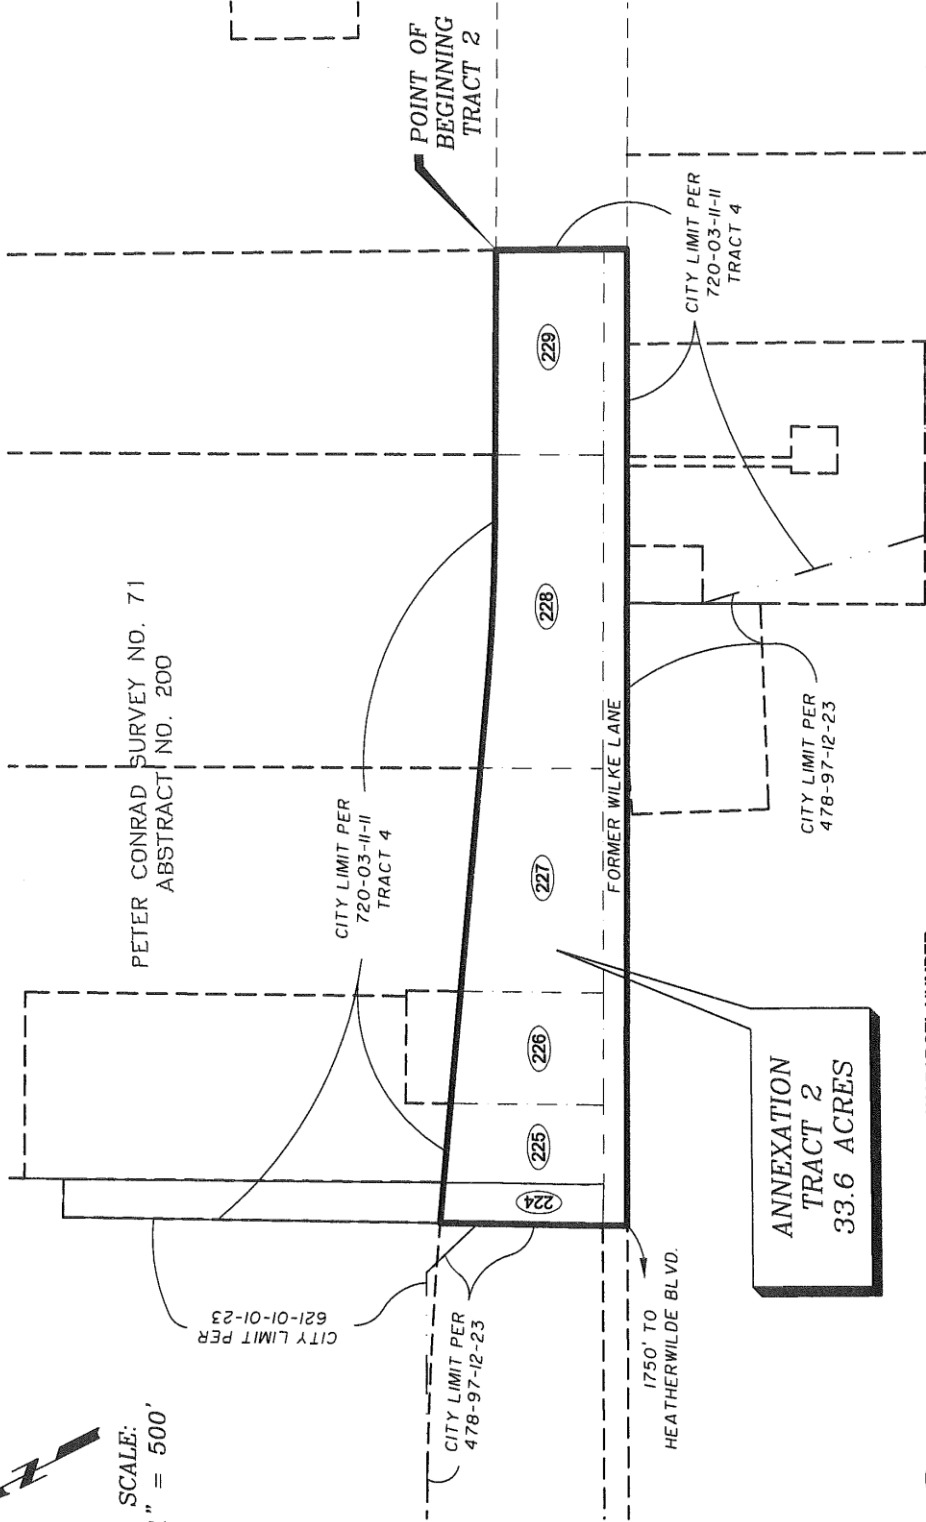 POINT OF
BEGINNING
TRACT 2
CITY LIMIT PER
720-03-11-11
TRACT 4
229
228
227
226
225
224
PETER CONRAD SURVEY NO. 71
ABSTRACT NO. 200
CITY LIMIT PER
720-03-11-11
TRACT 4
FORMER WILKE LANE
CITY LIMIT PER
478-97-12-23
ANNEXATION
TRACT 2
33.6 ACRES
CITY LIMIT PER
621-01-01-23
CITY LIMIT PER
478-97-12-23
1750' TO
HEATHERWILDE BLVD.
SCALE:
" = 500'
N